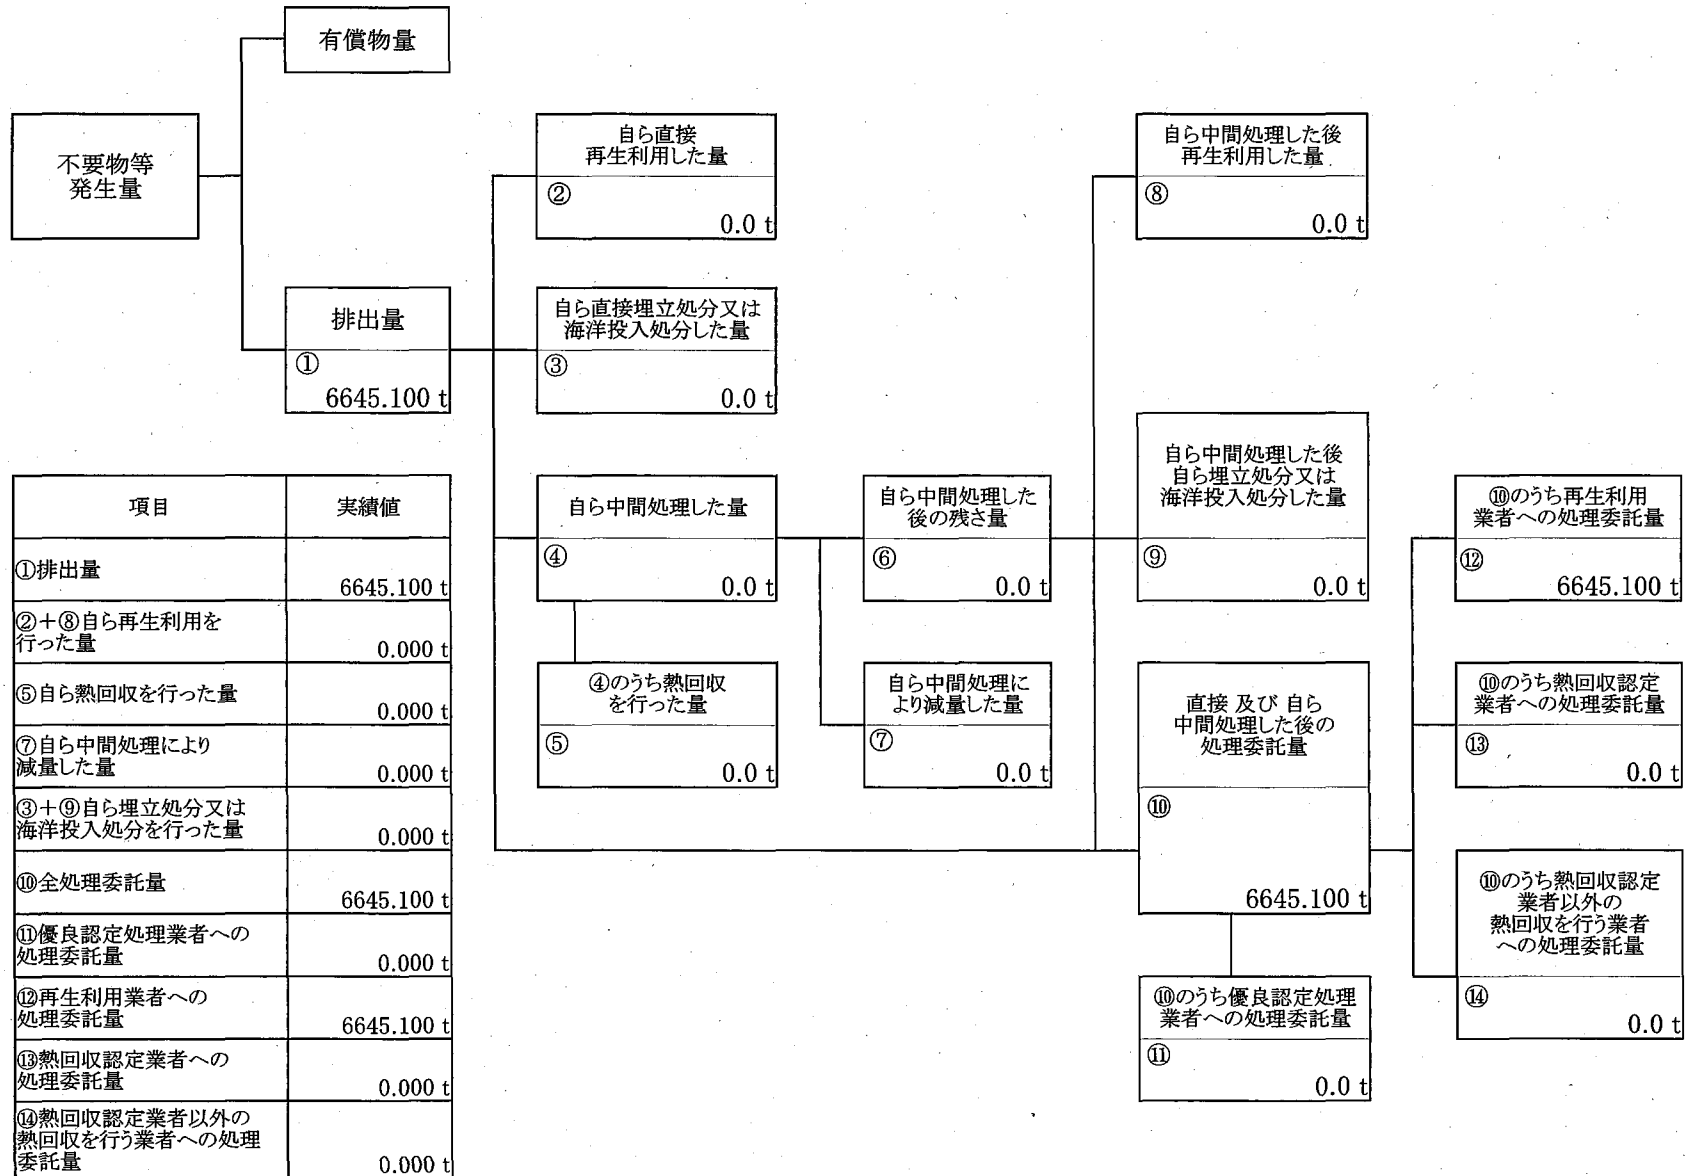 有償物量
不要物等
発生量
排出量
①
6645.100 t
自ら直接
再生利用した量
②
0.0 t
自ら直接埋立処分又は
海洋投入処分した量
③
0.0 t
自ら中間処理した量
④
0.0 t
④のうち熱回収
を行った量
⑤
0.0 t
自ら中間処理した
後の残さ量
⑥
0.0 t
自ら中間処理に
より減量した量
⑦
0.0 t
自ら中間処理した後
再生利用した量
⑧
0.0 t
自ら中間処理した後
自ら埋立処分又は
海洋投入処分した量
⑨
0.0 t
直接 及び 自ら
中間処理した後の
処理委託量
⑩
6645.100 t
⑩のうち優良認定処理
業者への処理委託量
⑪
0.0 t
⑩のうち再生利用
業者への処理委託量
⑫
6645.100 t
⑩のうち熱回収認定
業者への処理委託量
⑬
0.0 t
⑩のうち熱回収認定
業者以外の
熱回収を行う業者
への処理委託量
⑭
0.0 t
項目 実績値
①排出量
6645.100 t
②+⑧自ら再生利用を
行った量
0.000 t
⑤自ら熱回収を行った量
0.000 t
⑦自ら中間処理により
減量した量
0.000 t
③+⑨自ら埋立処分又は
海洋投入処分を行った量
0.000 t
⑩全処理委託量
6645.100 t
⑪優良認定処理業者への
処理委託量
0.000 t
⑫再生利用業者への
処理委託量
6645.100 t
⑬熱回収認定業者への
処理委託量
0.000 t
⑭熱回収認定業者以外の
熱回収を行う業者への処理
委託量
0.000 t